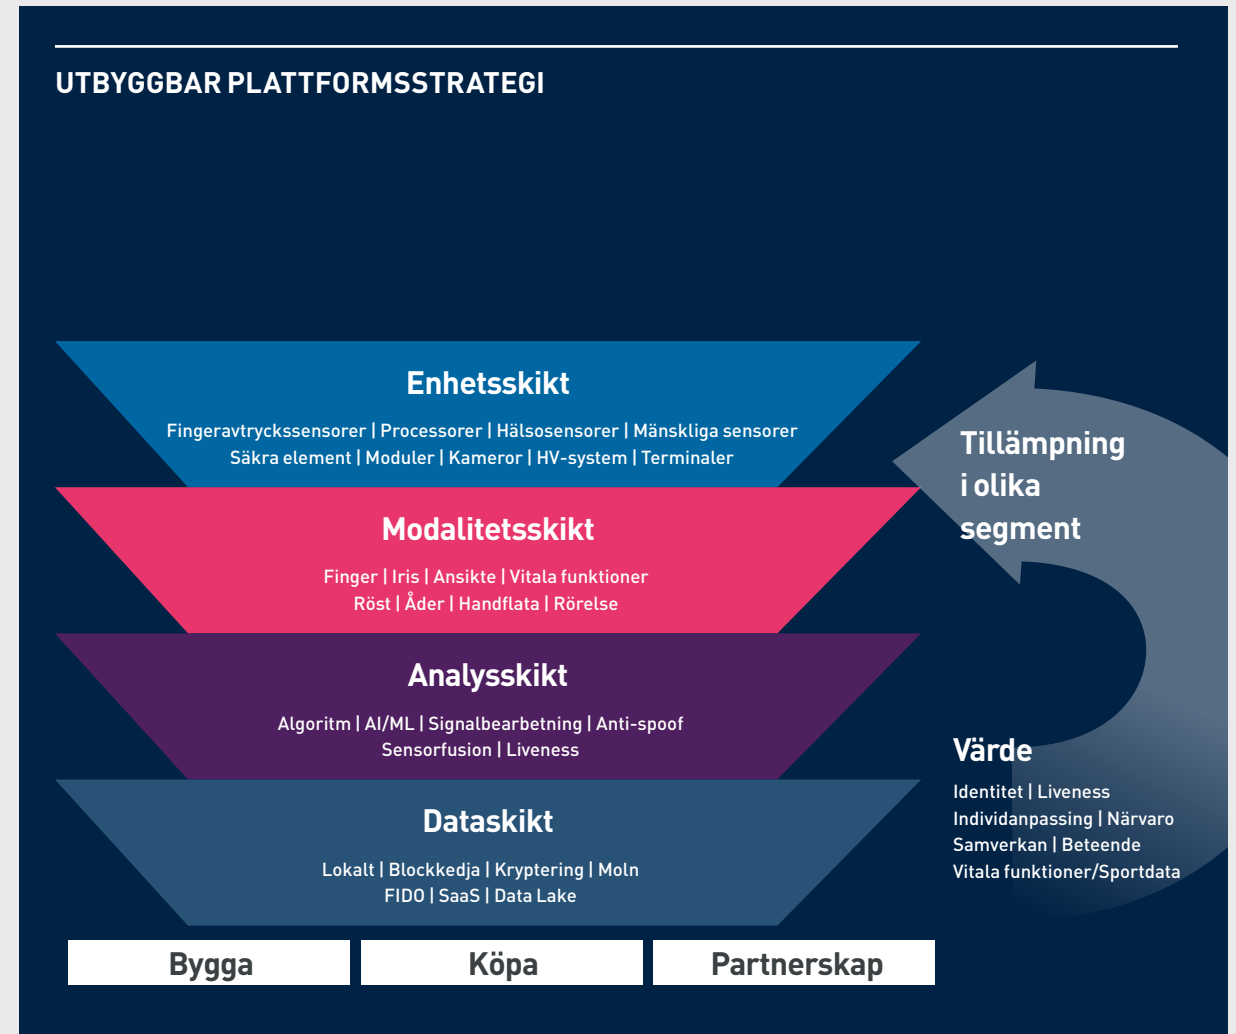 UTBYGGBAR PLATTFORMSSTRATEGI
Enhetsskikt
Fingeravtryckssensorer | Processorer | Hälsosensorer | Mänskliga sensorer
Säkra element | Moduler | Kameror | HV-system | Terminaler
Modalitetsskikt
Finger | Iris | Ansikte | Vitala funktioner
Röst | Åder | Handflata | Rörelse
Analysskikt
Algoritm | AI/ML | Signalbearbetning | Anti-spoof
Sensorfusion | Liveness
Dataskikt
Lokalt | Blockkedja | Kryptering | Moln
FIDO | SaaS | Data Lake
Bygga
Köpa
Partnerskap
Tillämpning
i olika
segment
Värde
Identitet | Liveness
Individanpassing | Närvaro
Samverkan | Beteende
Vitala funktioner/Sportdata